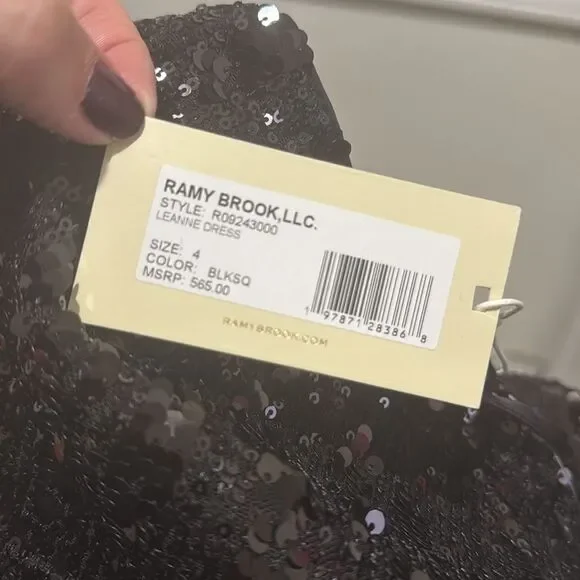 RAMY BROOK,LLC.
STYLE: R09243000
LEANNE DRESS
SIZE: 4
COLOR: BLKSQ
MSRP: 565.00
1 97871 28386 8
RAMYBROOK.COM